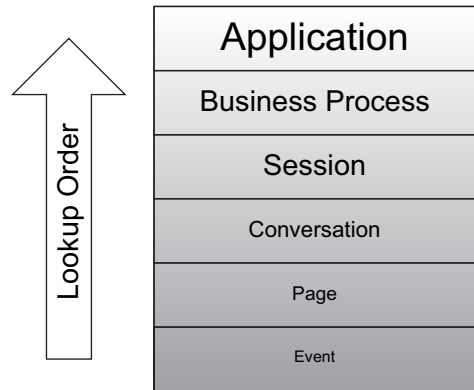 Application
Business Process
Session
Conversation
Page
Event
Lookup Order